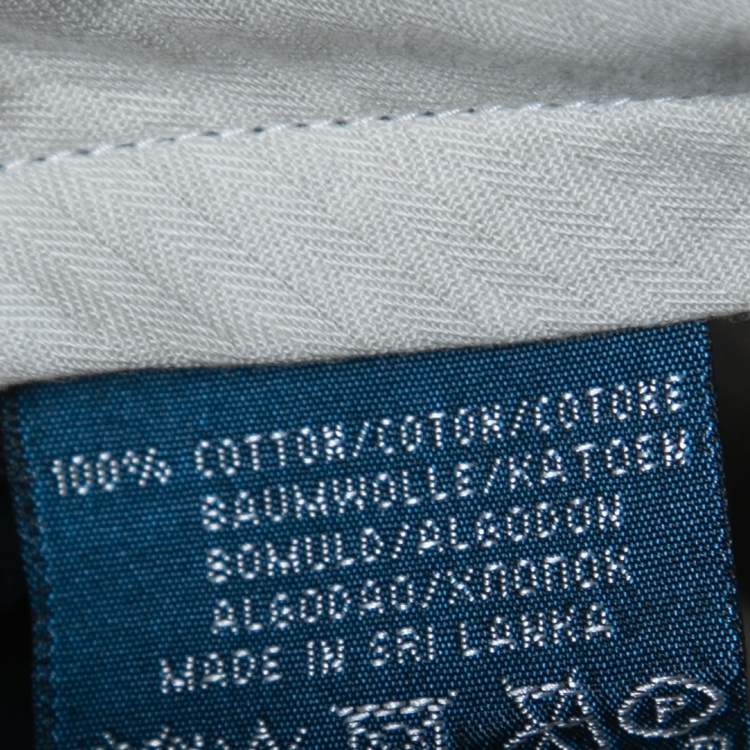 100% COTTON/COTON/COTONE
BAUMWOLLE/KATOEN
BOMULD/ALGODON
ALGODAO/ХЛОПОК
MADE IN SRI LANKA
P